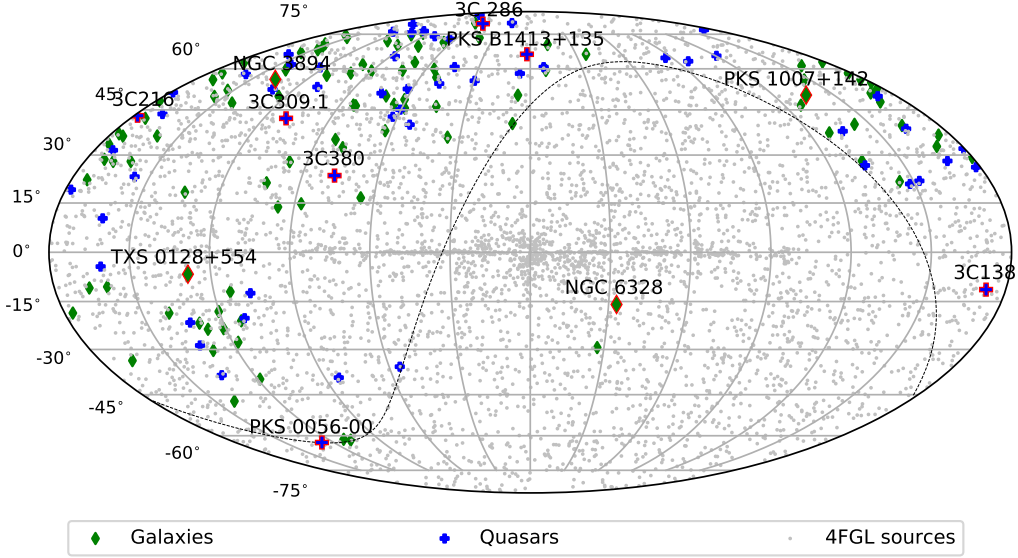 75°
3C 286
60°
PKS B1413+135
NGC 3894
PKS 1007+142
45°
3C216
3C309.1
30°
3C380
15°
0°
TXS 0128+554
3C138
NGC 6328
-15°
-30°
-45°
PKS 0056-00
-60°
-75°
Galaxies
Quasars
4FGL sources